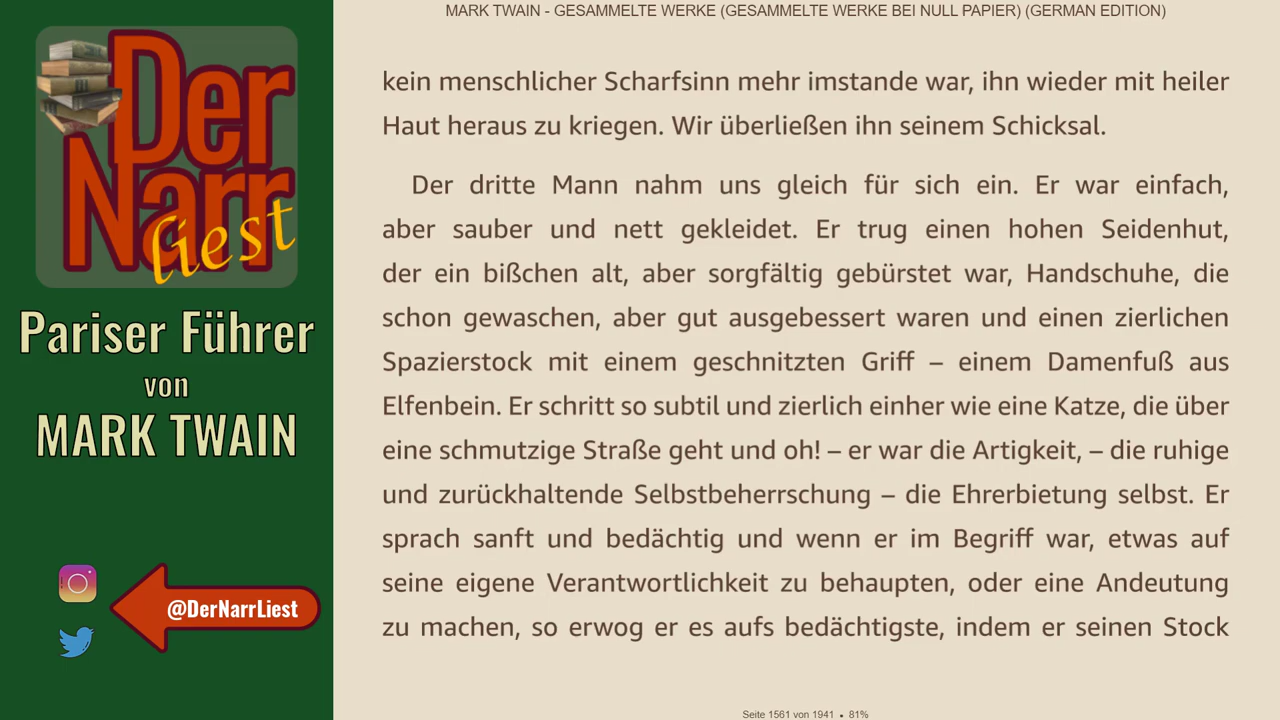 Der
Narr
liest
Pariser Führer
von
MARK TWAIN
@DerNarrLiest
MARK TWAIN - GESAMMELTE WERKE (GESAMMELTE WERKE BEI NULL PAPIER) (GERMAN EDITION)
kein menschlicher Scharfsinn mehr imstande war, ihn wieder mit heiler
Haut heraus zu kriegen. Wir überließen ihn seinem Schicksal.
Der dritte Mann nahm uns gleich für sich ein. Er war einfach,
aber sauber und nett gekleidet. Er trug einen hohen Seidenhut,
der ein bißchen alt, aber sorgfältig gebürstet war, Handschuhe, die
schon gewaschen, aber gut ausgebessert waren und einen zierlichen
Spazierstock mit einem geschnitzten Griff – einem Damenfuß aus
Elfenbein. Er schritt so subtil und zierlich einher wie eine Katze, die über
eine schmutzige Straße geht und oh! – er war die Artigkeit, – die ruhige
und zurückhaltende Selbstbeherrschung – die Ehrerbietung selbst. Er
sprach sanft und bedächtig und wenn er im Begriff war, etwas auf
seine eigene Verantwortlichkeit zu behaupten, oder eine Andeutung
zu machen, so erwog er es aufs bedächtigste, indem er seinen Stock
Seite 1561 von 1941 • 81%